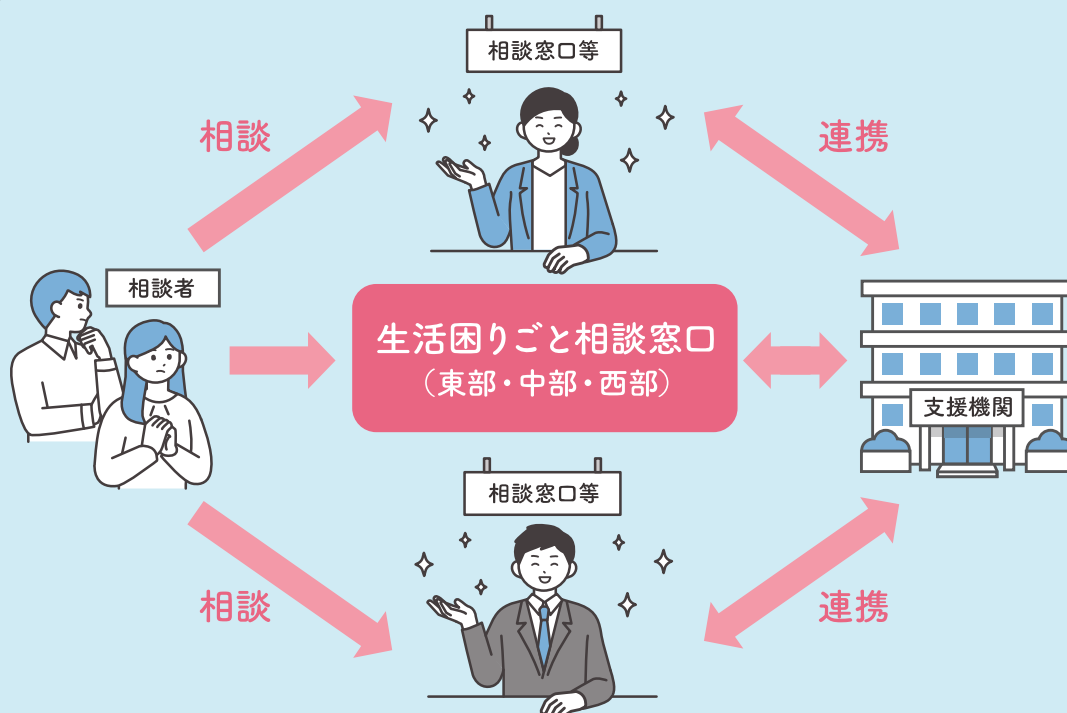 相談窓口等
相談
連携
相談者
生活困りごと相談窓口
（東部・中部・西部）
支援機関
相談窓口等
相談
連携